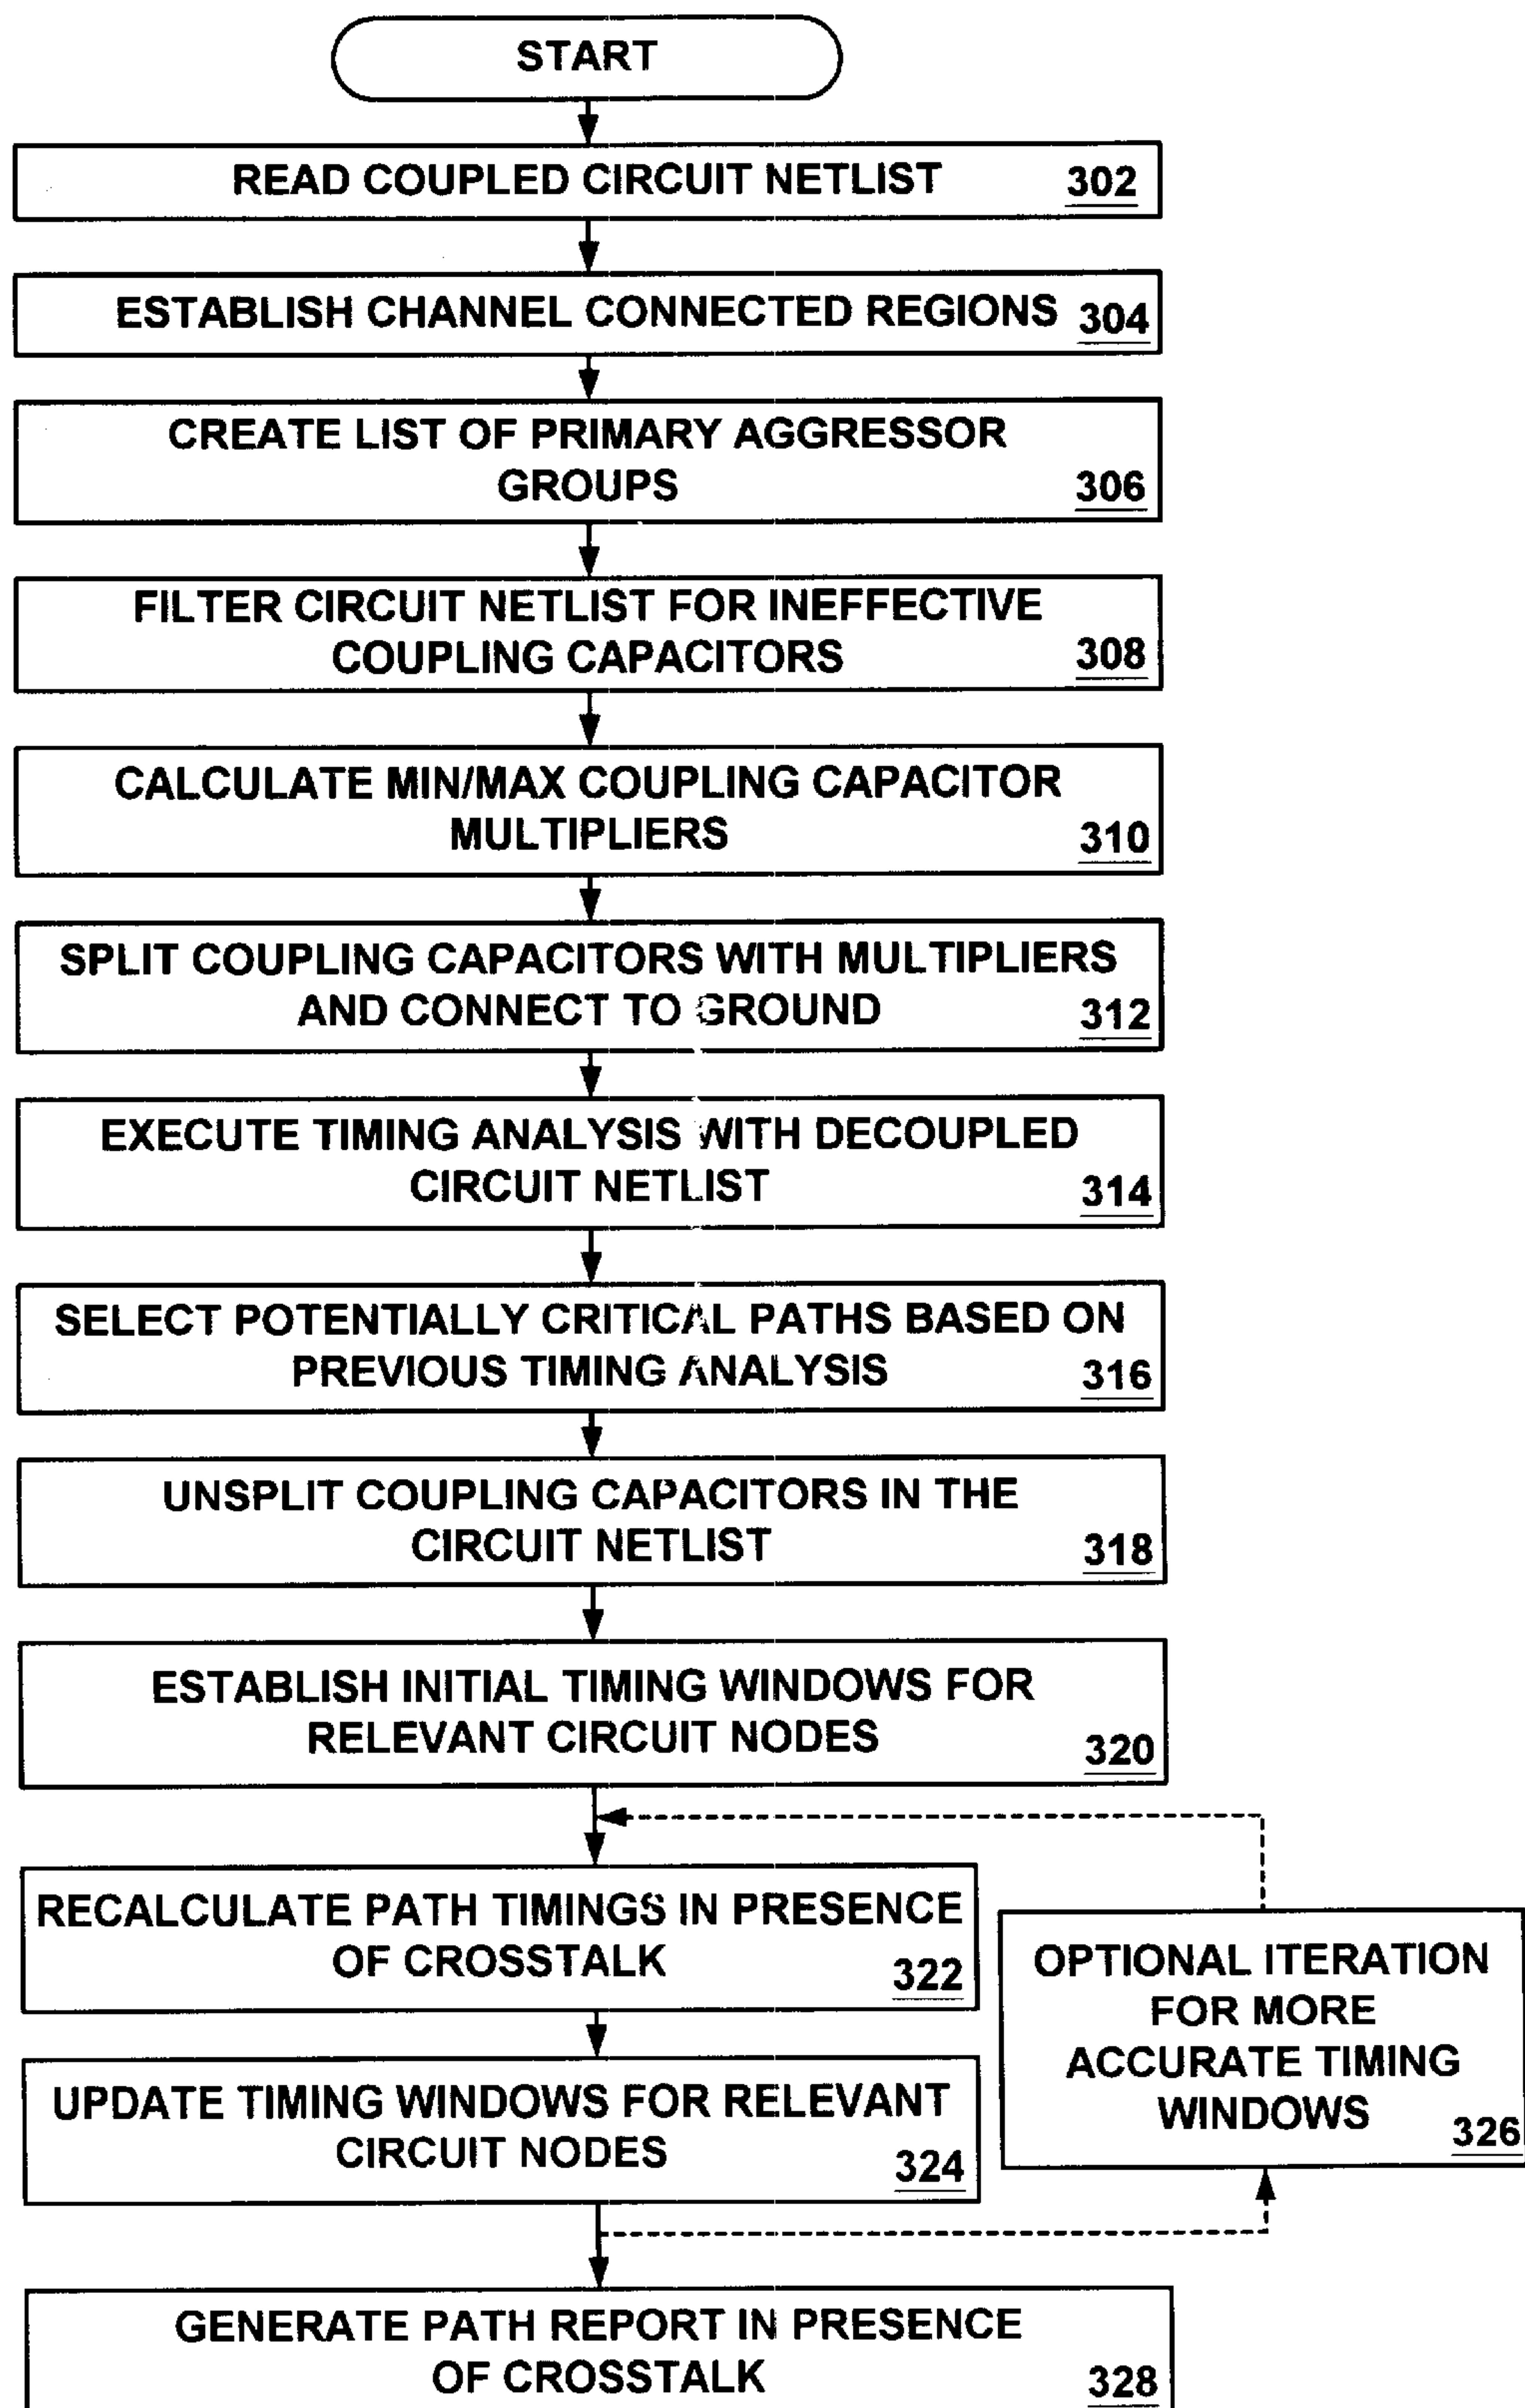 START
READ COUPLED CIRCUIT NETLIST 302
ESTABLISH CHANNEL CONNECTED REGIONS 304
CREATE LIST OF PRIMARY AGGRESSOR
GROUPS 306
FILTER CIRCUIT NETLIST FOR INEFFECTIVE
COUPLING CAPACITORS 308
CALCULATE MIN/MAX COUPLING CAPACITOR
MULTIPLIERS 310
SPLIT COUPLING CAPACITORS WITH MULTIPLIERS
AND CONNECT TO GROUND 312
EXECUTE TIMING ANALYSIS WITH DECOUPLED
CIRCUIT NETLIST 314
SELECT POTENTIALLY CRITICAL PATHS BASED ON
PREVIOUS TIMING ANALYSIS 316
UNSPLIT COUPLING CAPACITORS IN THE
CIRCUIT NETLIST 318
ESTABLISH INITIAL TIMING WINDOWS FOR
RELEVANT CIRCUIT NODES 320
RECALCULATE PATH TIMINGS IN PRESENCE
OF CROSSTALK 322
UPDATE TIMING WINDOWS FOR RELEVANT
CIRCUIT NODES 324
OPTIONAL ITERATION
FOR MORE
ACCURATE TIMING
WINDOWS 326
GENERATE PATH REPORT IN PRESENCE
OF CROSSTALK 328